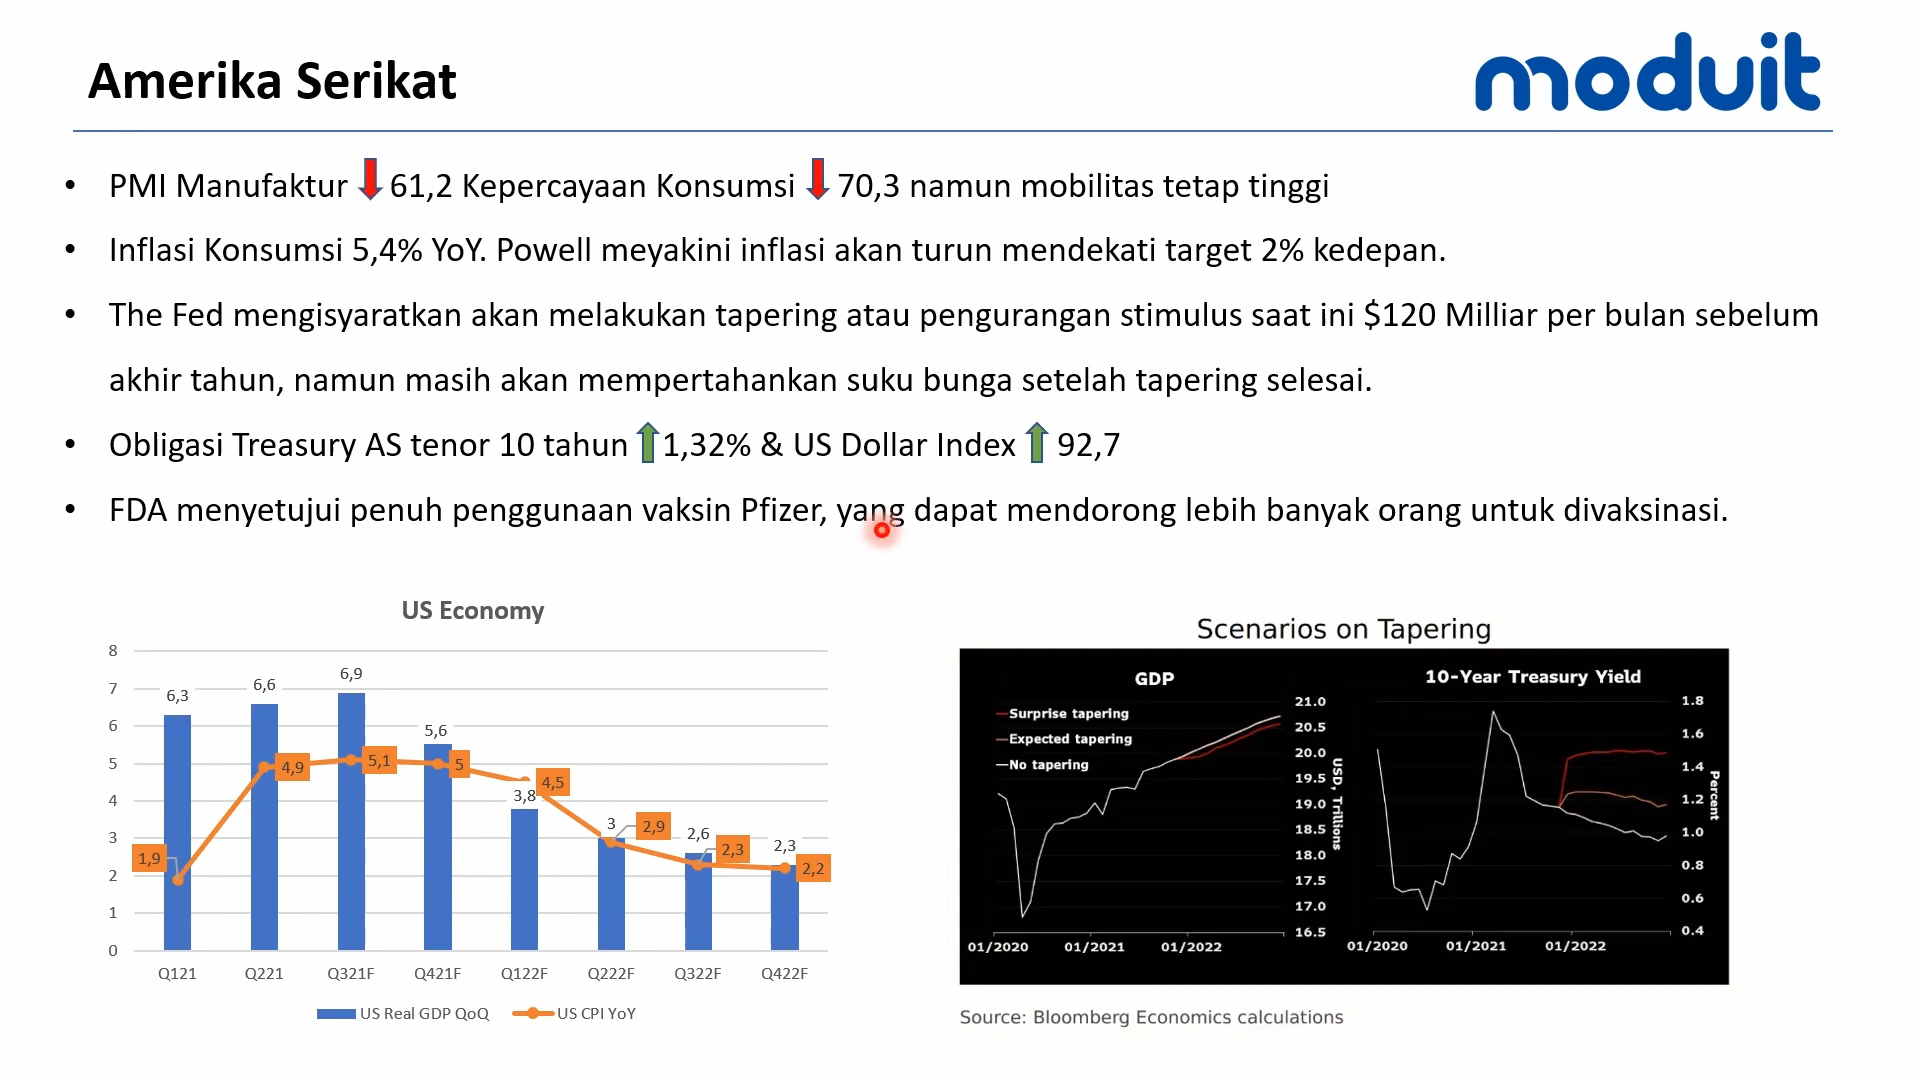 Amerika Serikat
moduit
• PMI Manufaktur 61,2 Kepercayaan Konsumsi 70,3 namun mobilitas tetap tinggi
• Inflasi Konsumsi 5,4% YoY. Powell meyakini inflasi akan turun mendekati target 2% kedepan.
• The Fed mengisyaratkan akan melakukan tapering atau pengurangan stimulus saat ini $120 Milliar per bulan sebelum
akhir tahun, namun masih akan mempertahankan suku bunga setelah tapering selesai.
• Obligasi Treasury AS tenor 10 tahun 1,32% & US Dollar Index 92,7
• FDA menyetujui penuh penggunaan vaksin Pfizer, yang dapat mendorong lebih banyak orang untuk divaksinasi.
US Economy
8
7
6
5
4
3
2
1
0
6,3
6,6
6,9
5,6
3,8
3
2,6
2,3
1,9
4,9
5,1
5
4,5
2,9
2,3
2,2
Q121 Q221 Q321F Q421F Q122F Q222F Q322F Q422F
US Real GDP QoQ US CPI YoY
Scenarios on Tapering
GDP
Surprise tapering
Expected tapering
No tapering
21.0
20.5
20.0
19.5
19.0
18.5
18.0
17.5
17.0
16.5
USD, Trillions
01/2020 01/2021 01/2022
10-Year Treasury Yield
1.8
1.6
1.4
1.2
1.0
0.8
0.6
0.4
Percent
01/2020 01/2021 01/2022
Source: Bloomberg Economics calculations